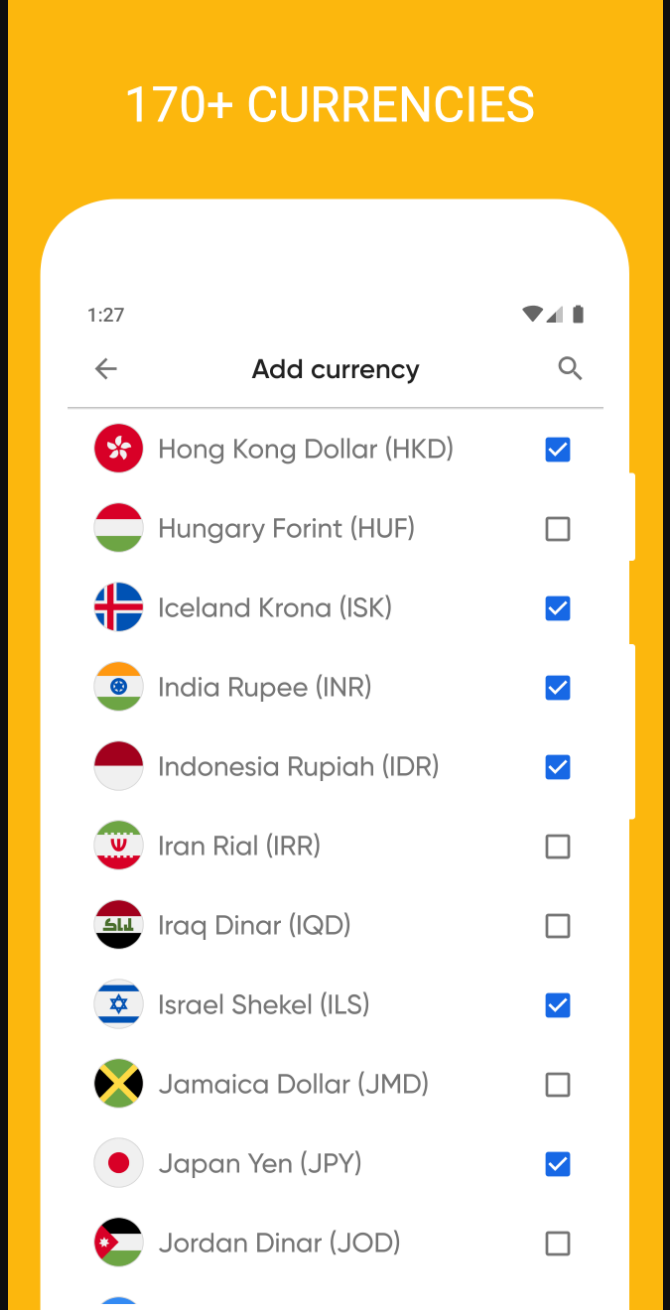 170+ CURRENCIES
1:27
Add currency
Hong Kong Dollar (HKD)
Hungary Forint (HUF)
Iceland Krona (ISK)
India Rupee (INR)
Indonesia Rupiah (IDR)
Iran Rial (IRR)
Iraq Dinar (IQD)
Israel Shekel (ILS)
Jamaica Dollar (JMD)
Japan Yen (JPY)
Jordan Dinar (JOD)